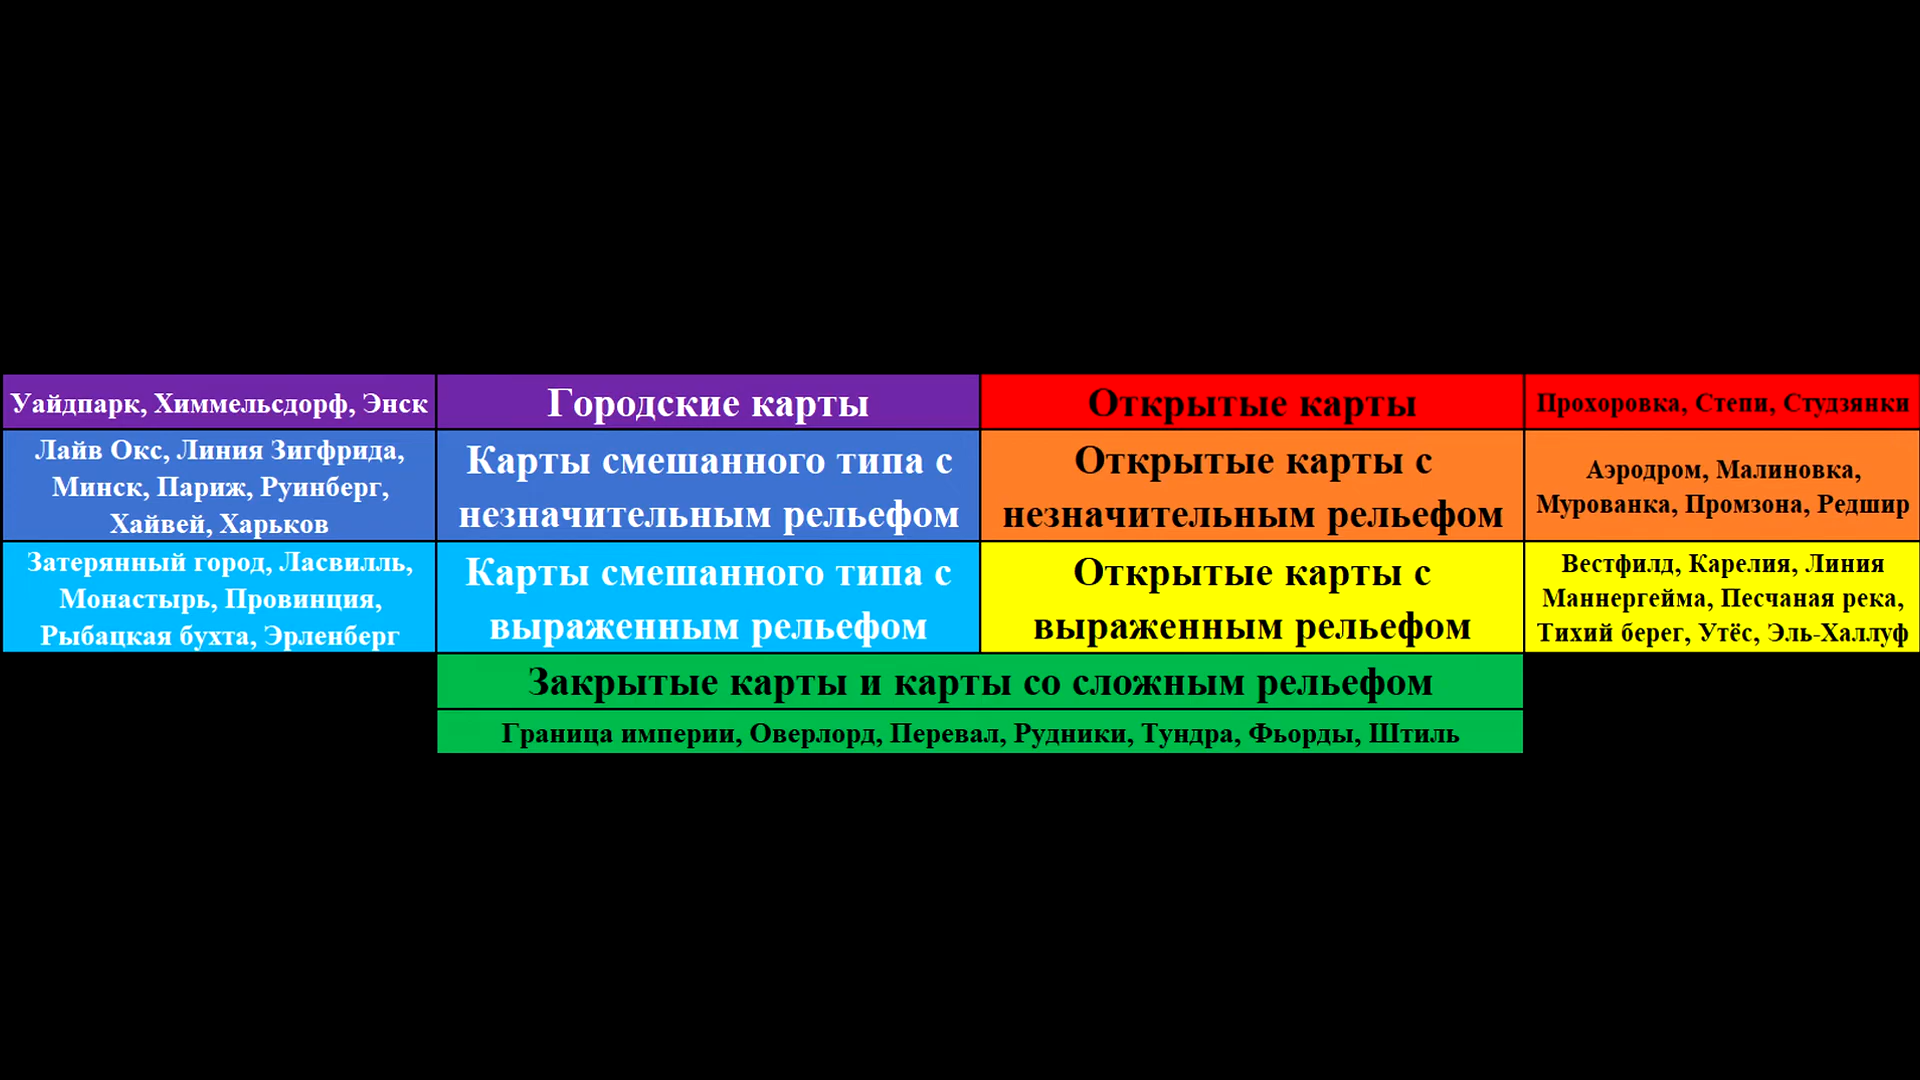 Уайдпарк, Химмельсдорф, Энск
Городские карты
Открытые карты
Прохоровка, Степи, Студзянки
Лайв Окс, Линия Зигфрида,
Минск, Париж, Руинберг,
Хайвей, Харьков
Карты смешанного типа с
незначительным рельефом
Открытые карты с
незначительным рельефом
Аэродром, Малиновка,
Мурованка, Промзона, Редшир
Затерянный город, Ласвилль,
Монастырь, Провинция,
Рыбацкая бухта, Эрленберг
Карты смешанного типа с
выраженным рельефом
Открытые карты с
выраженным рельефом
Вестфилд, Карелия, Линия
Маннергейма, Песчаная река,
Тихий берег, Утёс, Эль-Халлуф
Закрытые карты и карты со сложным рельефом
Граница империи, Оверлорд, Перевал, Рудники, Тундра, Фьорды, Штиль